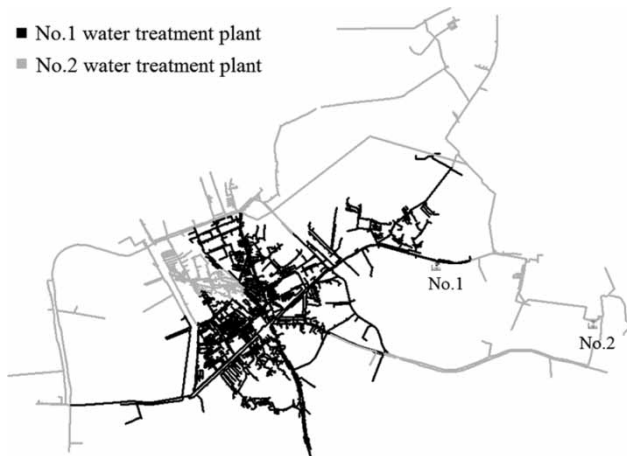 No.1 water treatment plant
No.2 water treatment plant
No.1
No.2